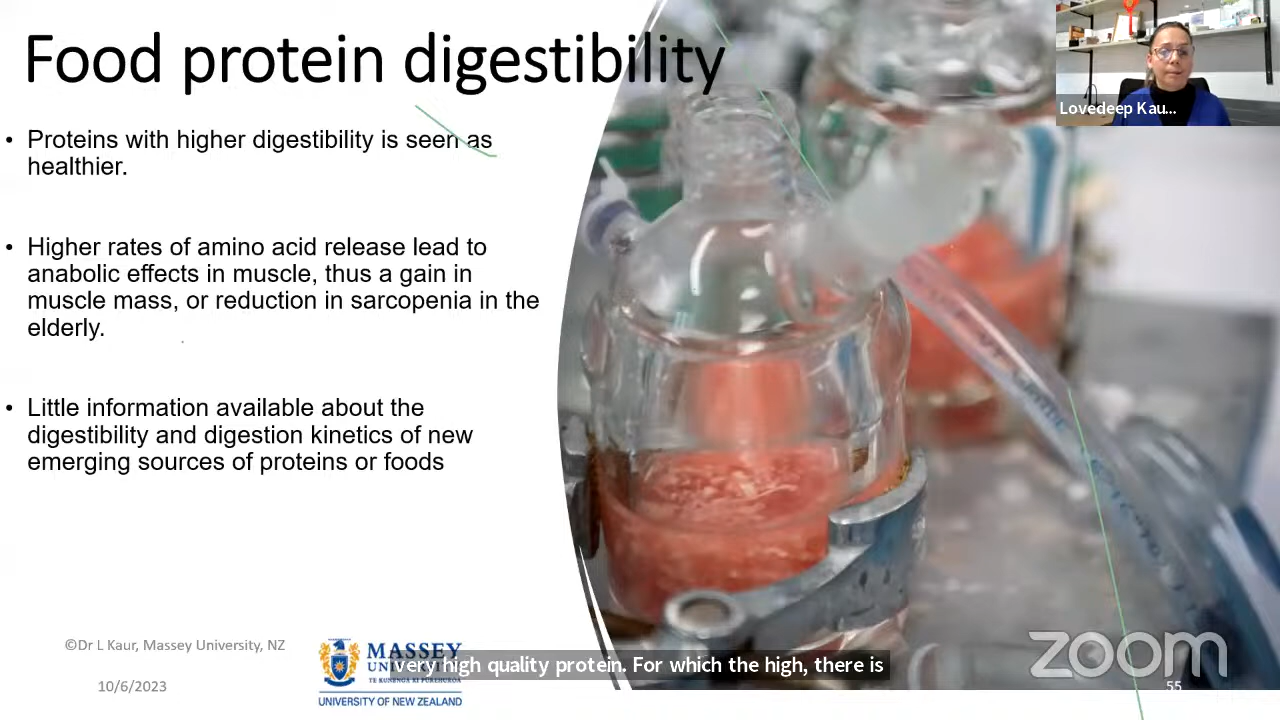 Food protein digestibility
Lovedeep Kau...
• Proteins with higher digestibility is seen as
healthier.
• Higher rates of amino acid release lead to
anabolic effects in muscle, thus a gain in
muscle mass, or reduction in sarcopenia in the
elderly.
• Little information available about the
digestibility and digestion kinetics of new
emerging sources of proteins or foods
©Dr L Kaur, Massey University, NZ
10/6/2023
MASSEY
TE KUNENGA KI PŪREHUROA
UNIVERSITY OF NEW ZEALAND
very high quality protein. For which the high, there is
zoom
55